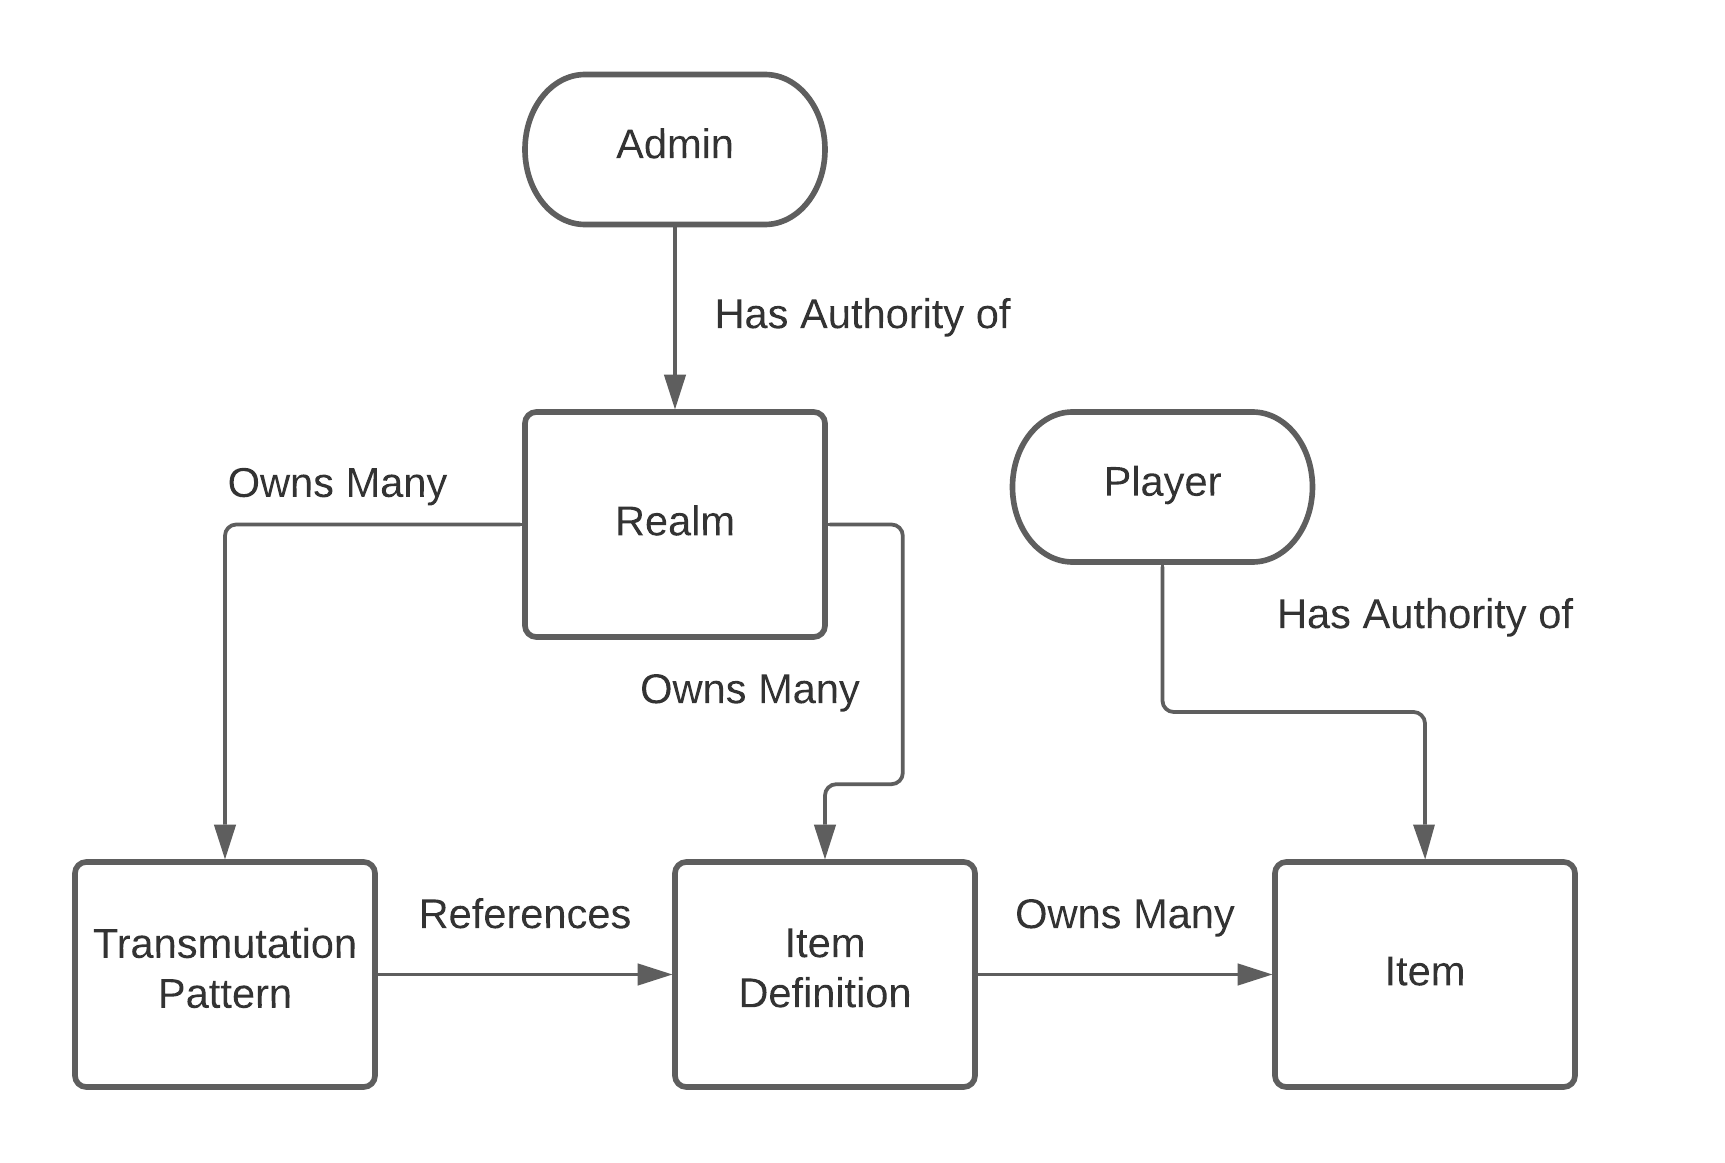 Admin
Has Authority of
Owns Many
Realm
Player
Has Authority of
Owns Many
Transmutation
Pattern
References
Item
Definition
Owns Many
Item